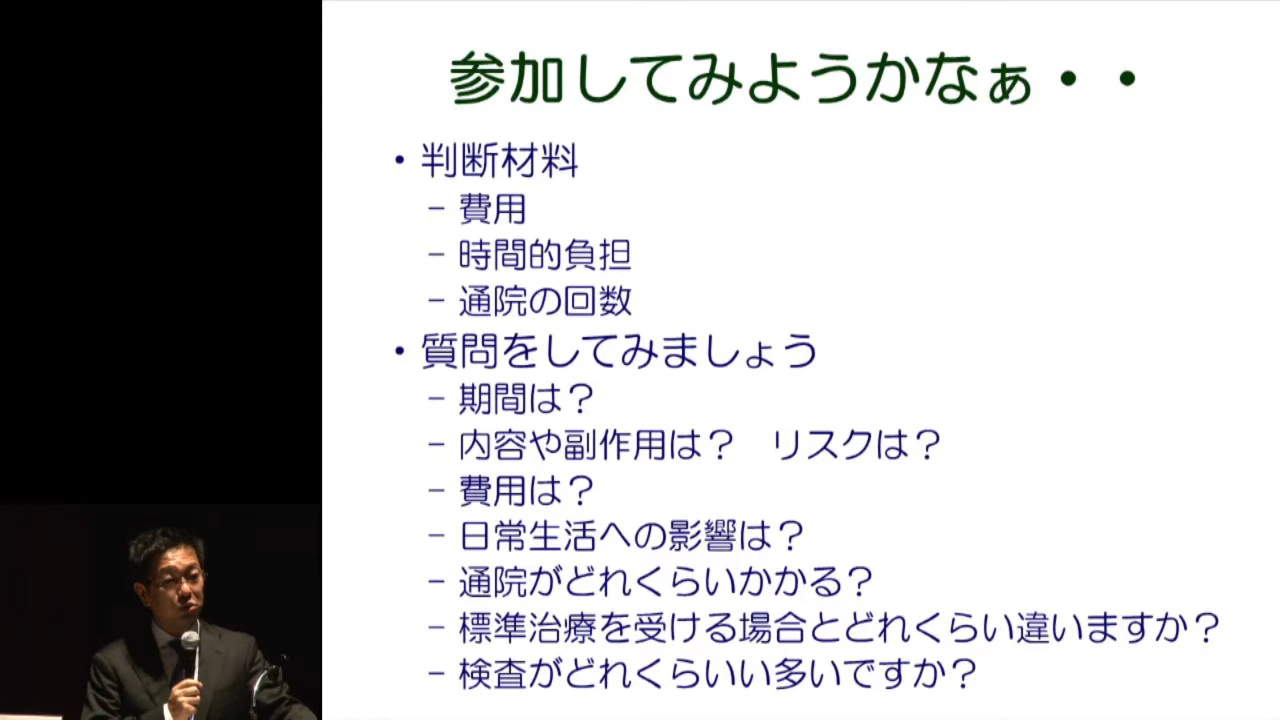 参加してみようかなぁ・・
・判断材料
− 費用
− 時間的負担
− 通院の回数
・質問をしてみましょう
− 期間は？
− 内容や副作用は？　リスクは？
− 費用は？
− 日常生活への影響は？
− 通院がどれくらいかかる？
− 標準治療を受ける場合とどれくらい違いますか？
− 検査がどれくらいい多いですか？